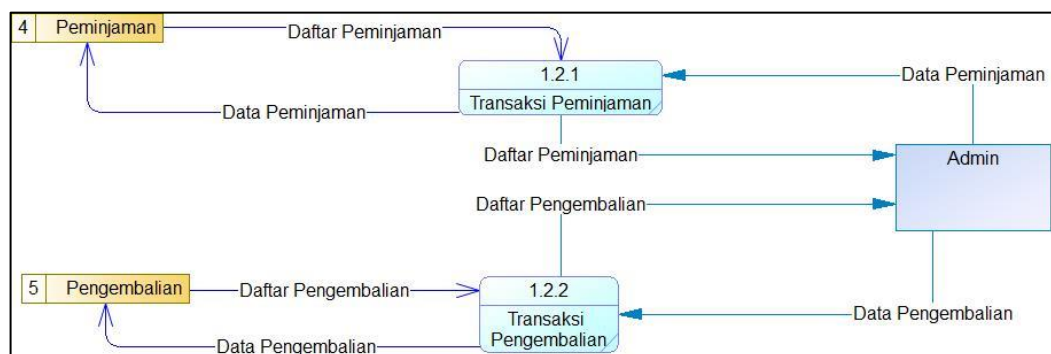 4 Peminjaman
Daftar Peminjaman
1.2.1
Transaksi Peminjaman
Data Peminjaman
Data Peminjaman
Daftar Peminjaman
Admin
Daftar Pengembalian
5 Pengembalian
Daftar Pengembalian
1.2.2
Transaksi
Pengembalian
Data Pengembalian
Data Pengembalian